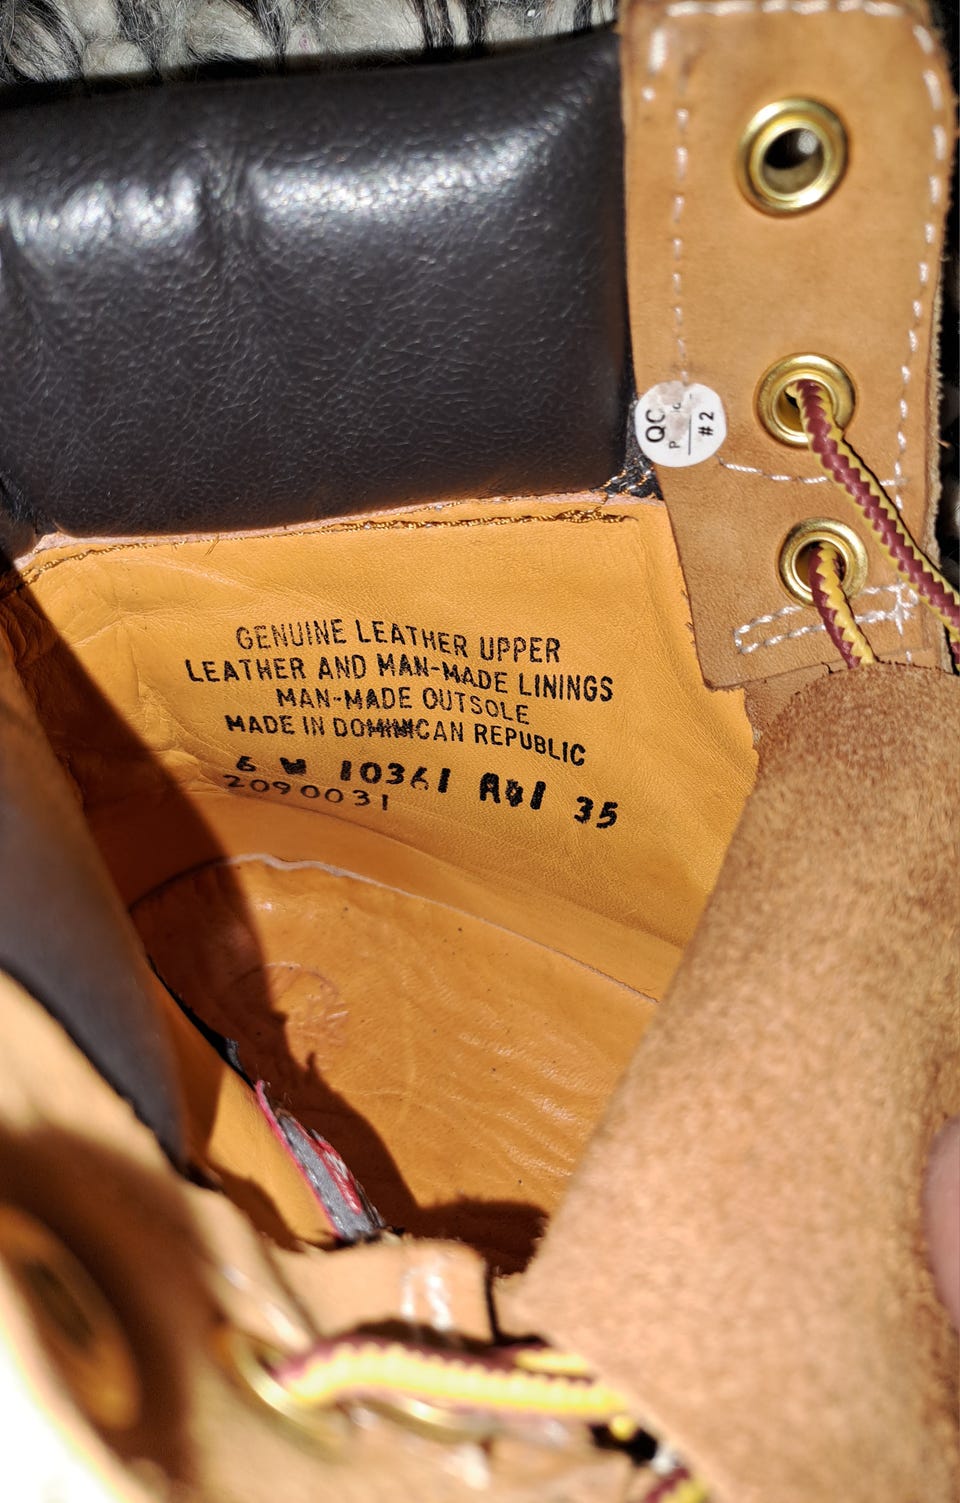 QC
P
#2
GENUINE LEATHER UPPER
LEATHER AND MAN-MADE LININGS
MAN-MADE OUTSOLE
MADE IN DOMINICAN REPUBLIC
6 W 10361 A41 35
2090031